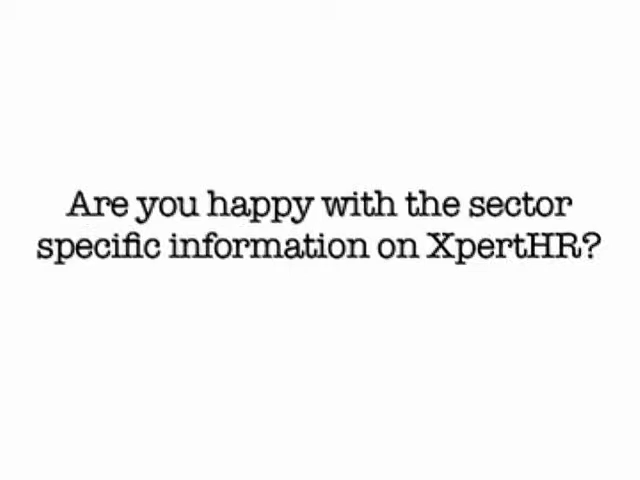 Are you happy with the sector
specific information on XpertHR?